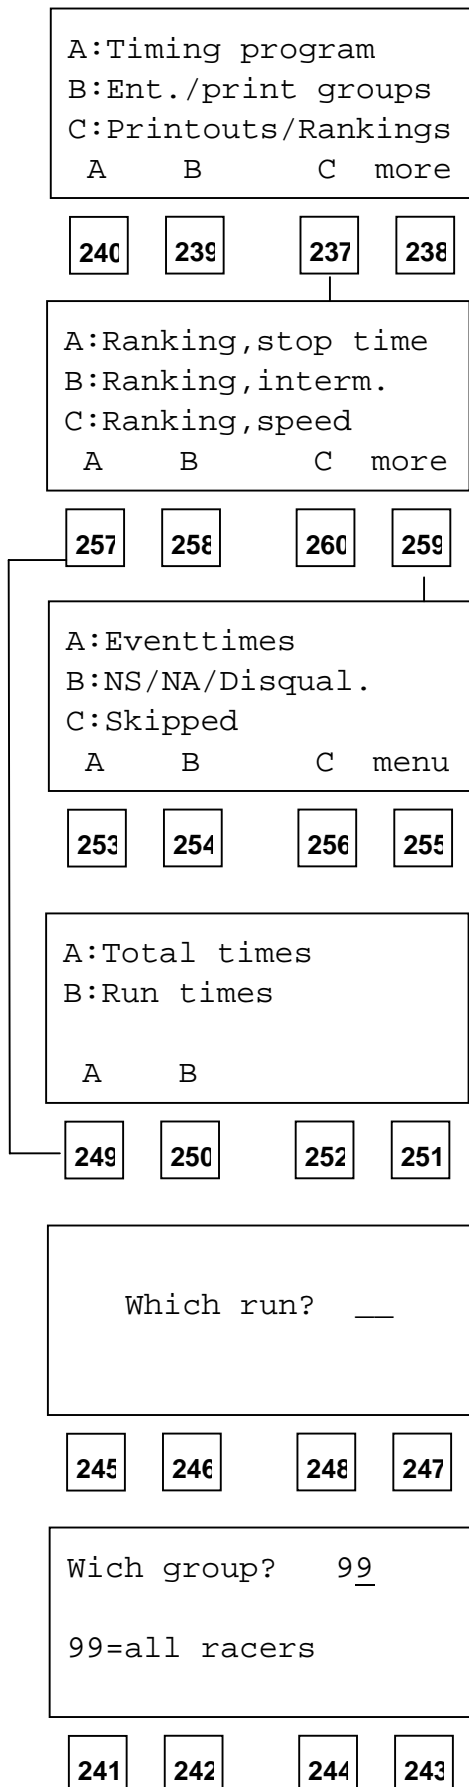 A:Timing program
B:Ent./print groups
C:Printouts/Rankings
A B C more
240 239 237 238
A:Ranking,stop time
B:Ranking,interm.
C:Ranking,speed
A B C more
257 258 260 259
A:Eventtimes
B:NS/NA/Disqual.
C:Skipped
A B C menu
253 254 256 255
A:Total times
B:Run times
A B
249 250 252 251
Which run? __
245 246 248 247
Wich group? 99
99=all racers
241 242 244 243